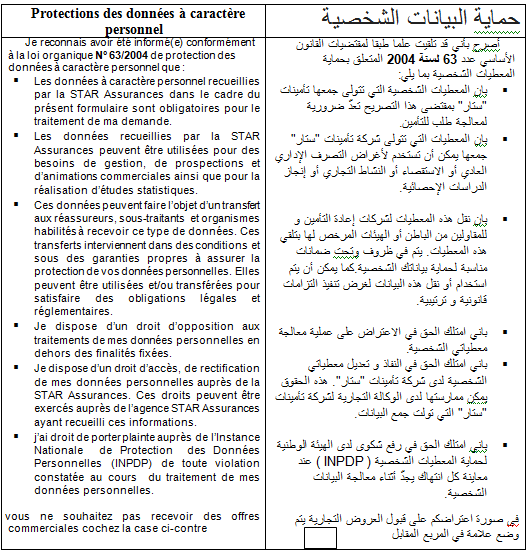 Protections des données à caractère
personnel
Je reconnais avoir été informé(e) conformément
à la loi organique N° 63/2004 de protection des
données à caractère personnel que :
▪ Les données à caractère personnel recueillies
par la STAR Assurances dans le cadre du
présent formulaire sont obligatoires pour le
traitement de ma demande.
▪ Les données recueillies par la STAR
Assurances peuvent être utilisées pour des
besoins de gestion, de prospections et
d'animations commerciales ainsi que pour la
réalisation d'études statistiques.
▪ Ces données peuvent faire l'objet d'un transfert
aux réassureurs, sous-traitants et organismes
habilités à recevoir ce type de données. Ces
transferts interviennent dans des conditions et
sous des garanties propres à assurer la
protection de vos données personnelles. Elles
peuvent être utilisées et/ou transférées pour
satisfaire des obligations légales et
réglementaires.
▪ Je dispose d'un droit d'opposition aux
traitements de mes données personnelles en
dehors des finalités fixées.
▪ Je dispose d'un droit d'accès, de rectification
de mes données personnelles auprès de la
STAR Assurances. Ces droits peuvent être
exercés auprès de l'agence STAR Assurances
ayant recueilli ces informations.
▪ j'ai droit de porter plainte auprès de l'Instance
Nationale de Protection des Données
Personnelles (INPDP) de toute violation
constatée au cours du traitement de mes
données personnelles.
vous ne souhaitez pas recevoir des offres
commerciales cochez la case ci-contre
حماية البيانات الشخصية
أصرح بأني قد تلقيت علما طبقا لمقتضيات القانون
الأساسي عدد 63 لسنة 2004 المتعلق بحماية
المعطيات الشخصية بما يلي:
▪ بإن المعطيات الشخصية التي تتولى جمعها تأمينات
"ستار" بمقتضى هذا التصريح تعدّ ضرورية
لمعالجة طلب للتأمين.
▪ بإن المعطيات التي تتولى شركة تأمينات "ستار"
جمعها يمكن أن تستخدم لأغراض التصرف الإداري
العادي أو الاستقصاء أو النشاط التجاري أو إنجاز
الدراسات الإحصائية.
▪ بإن نقل هذه المعطيات لشركات إعادة التأمين و
للمقاولين من الباطن أو الهيئات المرخص لها بتلقي
هذه المعطيات. يتم في ظروف وتحت ضمانات
مناسبة لحماية بياناتك الشخصية.كما يمكن أن يتم
استخدام أو نقل هذه البيانات لغرض تنفيذ التزامات
قانونية و ترتيبية.
▪ باني امتلك الحق في الاعتراض على عملية معالجة
معطياتي الشخصية.
▪ باني امتلك الحق في النفاذ و تعديل معطياتي
الشخصية لدى شركة تأمينات "ستار". هذه الحقوق
يمكن ممارستها لدى الوكالة التجارية لشركة تأمينات
"ستار" التي تولت جمع البيانات.
▪ بأني امتلك الحق في رفع شكوى لدى الهيئة الوطنية
لحماية المعطيات الشخصية ( INPDP ) عند
معاينة كل انتهاك يجدّ أثناء معالجة البيانات
الشخصية.
في صورة اعتراضكم على قبول العروض التجارية يتم
وضع علامة في المربع المقابل